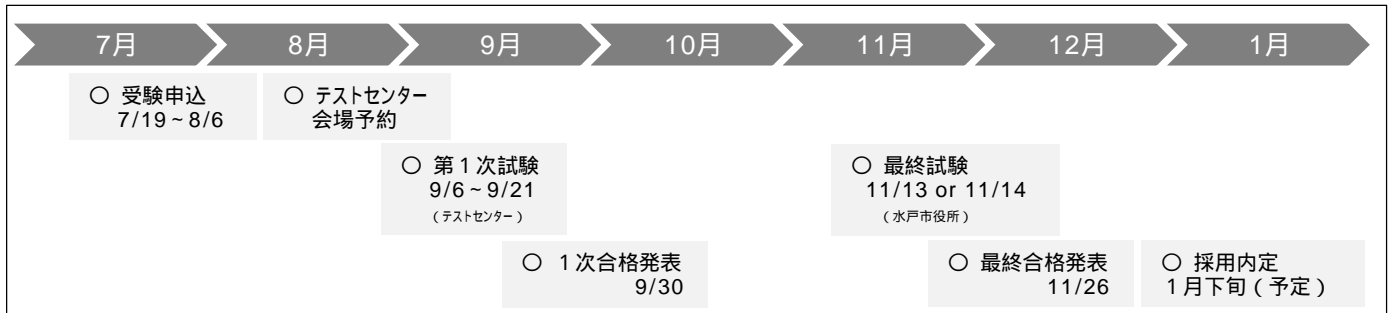 7月 8月 9月 10月 11月 12月 1月
○ 受験申込
7/19~8/6
○ テストセンター
会場予約
○ 第1次試験
9/6~9/21
(テストセンター)
○ 最終試験
11/13 or 11/14
(水戸市役所)
○ 1次合格発表
9/30
○ 最終合格発表
11/26
○ 採用内定
1月下旬(予定)